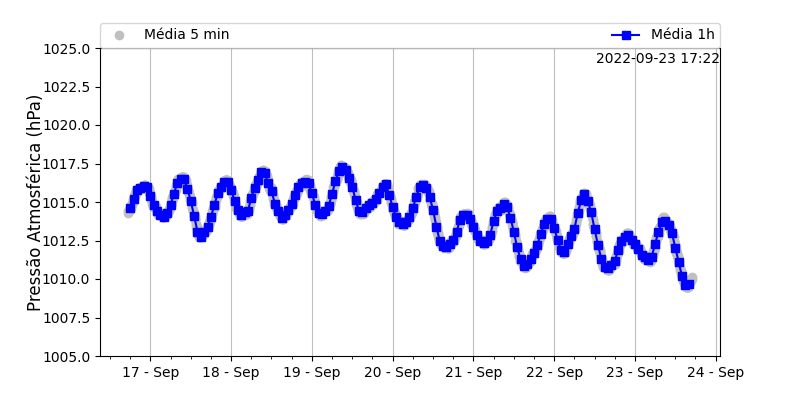 Média 5 min
Média 1h
2022-09-23 17:22
Pressão Atmosférica (hPa)
1025.0
1022.5
1020.0
1017.5
1015.0
1012.5
1010.0
1007.5
1005.0
17 - Sep
18 - Sep
19 - Sep
20 - Sep
21 - Sep
22 - Sep
23 - Sep
24 - Sep